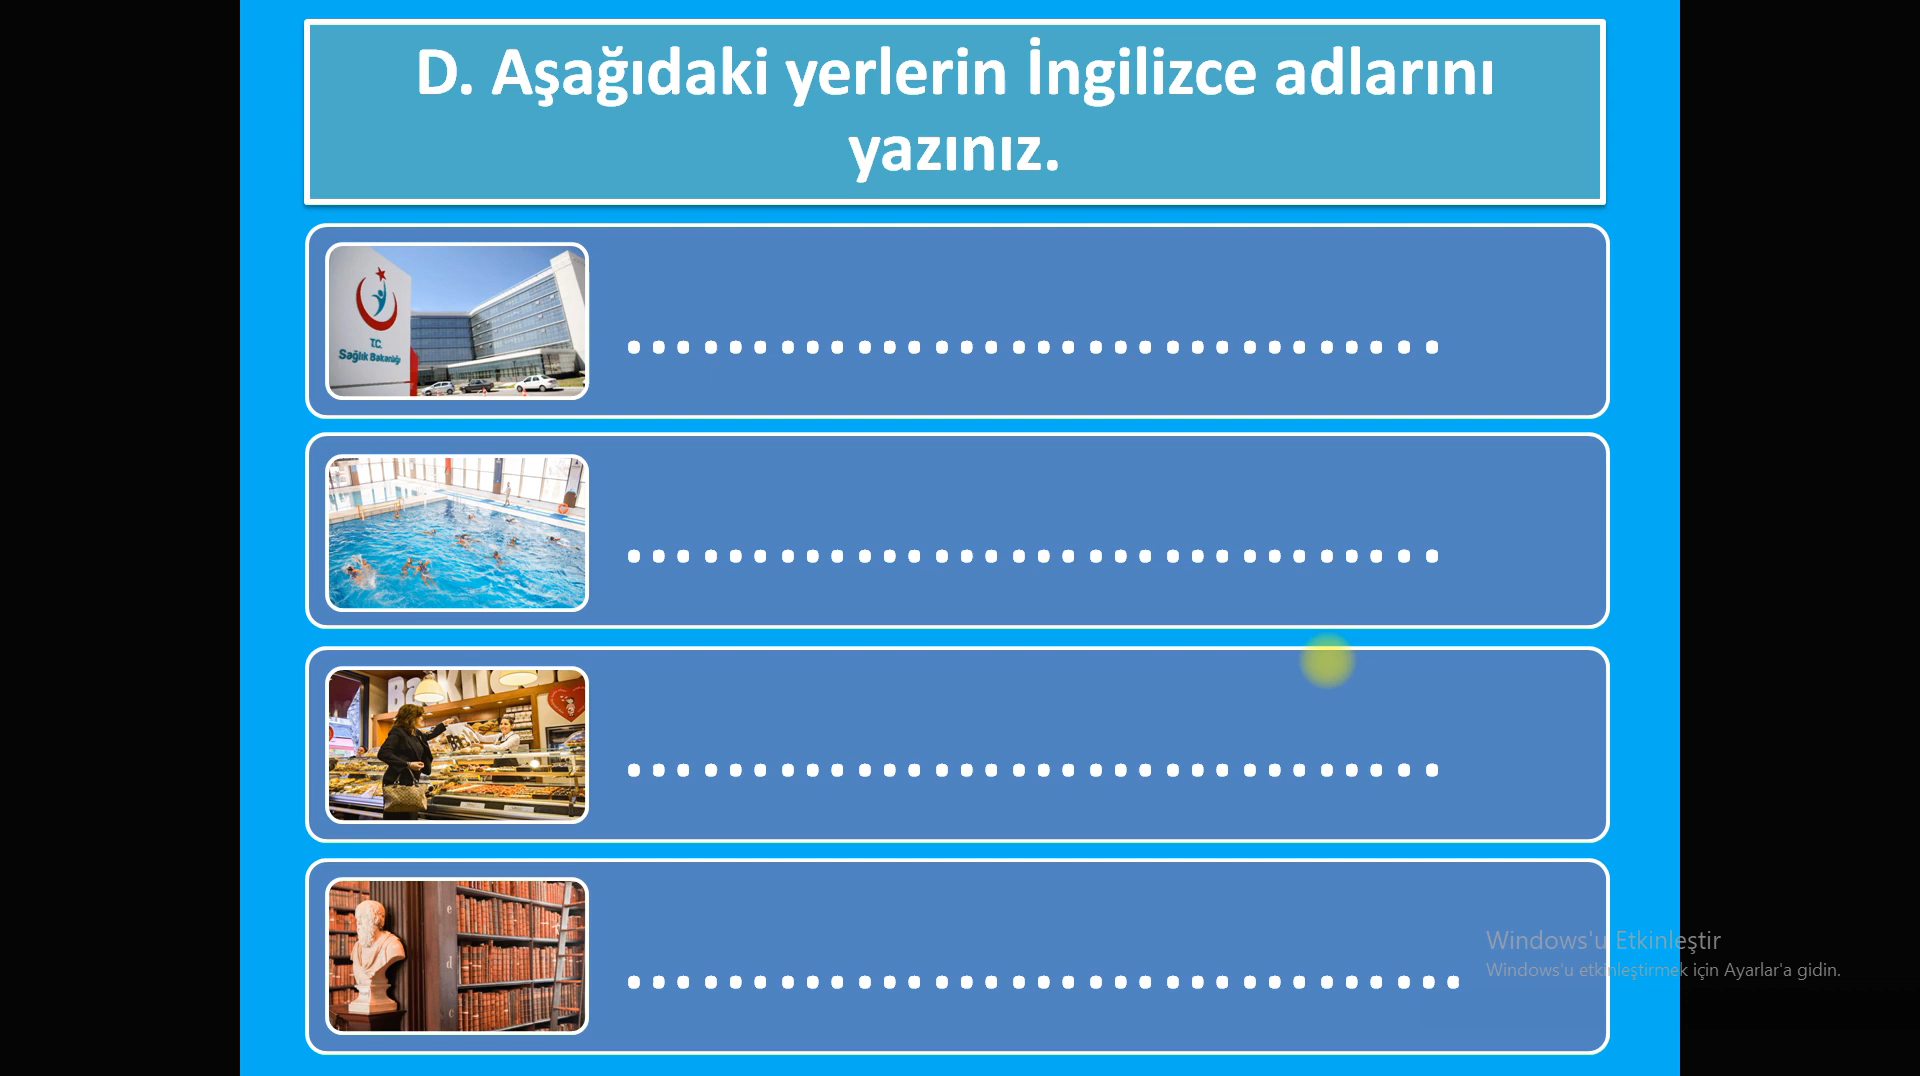 D. Aşağıdaki yerlerin İngilizce adlarını
yazınız.
T.C.
Sağlık Bakanlığı
.................................
.................................
.................................
e
d
c
..................................
Windows'u Etkinleştir
Windows'u etkinleştirmek için Ayarlar'a gidin.